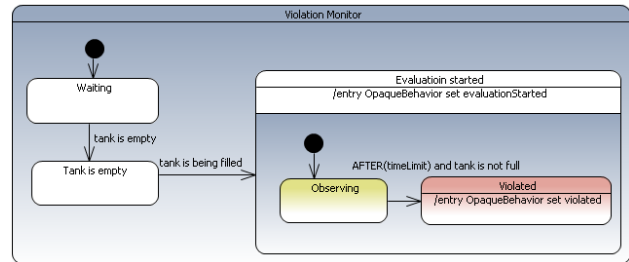 Violation Monitor
Waiting
tank is empty
Tank is empty
tank is being filled
Evaluatioin started
/entry OpaqueBehavior set evaluationStarted
AFTER(timeLimit) and tank is not full
Observing
Violated
/entry OpaqueBehavior set violated